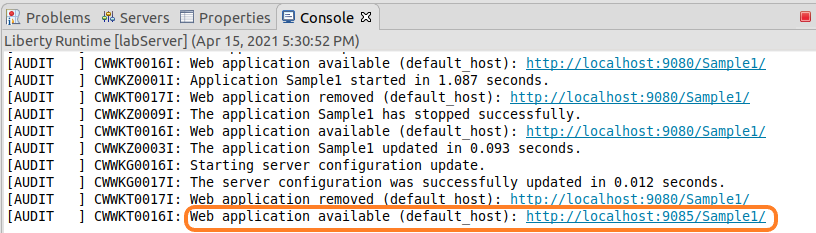 Problems Servers Properties Console
Liberty Runtime [labServer] (Apr 15, 2021 5:30:52 PM)
[AUDIT   ] CWWKT0016I: Web application available (default_host): http://localhost:9080/Sample1/
[AUDIT   ] CWWKZ0001I: Application Sample1 started in 1.087 seconds.
[AUDIT   ] CWWKT0017I: Web application removed (default_host): http://localhost:9080/Sample1/
[AUDIT   ] CWWKZ0009I: The application Sample1 has stopped successfully.
[AUDIT   ] CWWKT0016I: Web application available (default_host): http://localhost:9080/Sample1/
[AUDIT   ] CWWKZ0003I: The application Sample1 updated in 0.093 seconds.
[AUDIT   ] CWWKG0016I: Starting server configuration update.
[AUDIT   ] CWWKG0017I: The server configuration was successfully updated in 0.012 seconds.
[AUDIT   ] CWWKT0017I: Web application removed (default_host): http://localhost:9080/Sample1/
[AUDIT   ] CWWKT0016I: Web application available (default_host): http://localhost:9085/Sample1/